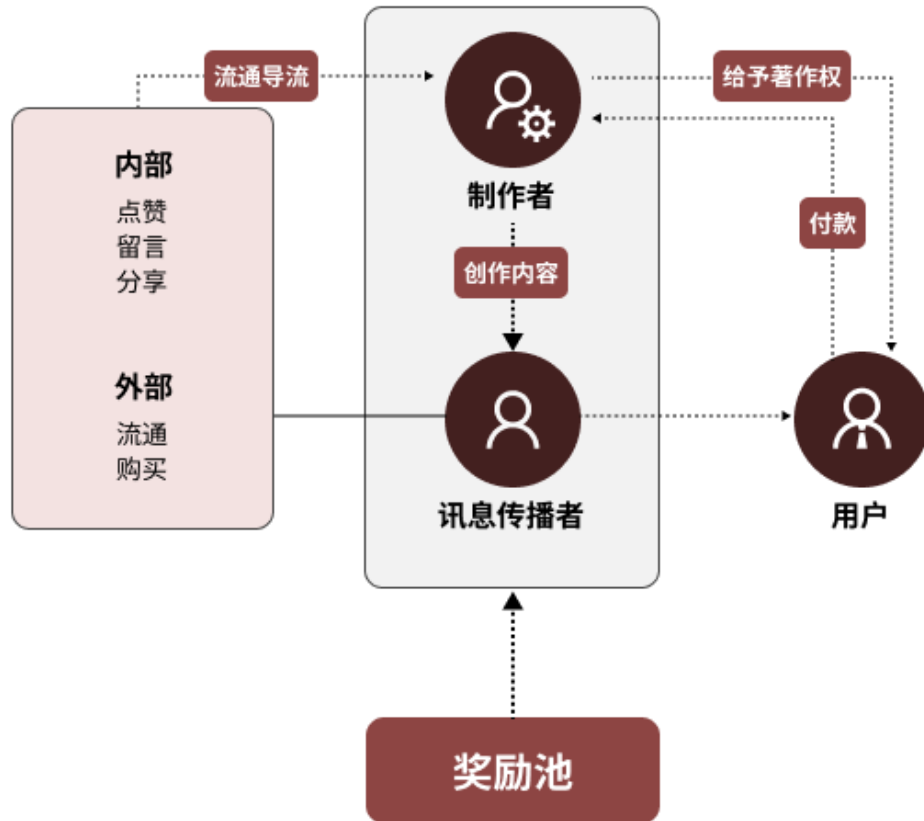 流通导流
给予著作权
内部
点赞
留言
分享
制作者
付款
创作内容
外部
流通
购买
讯息传播者
用户
奖励池